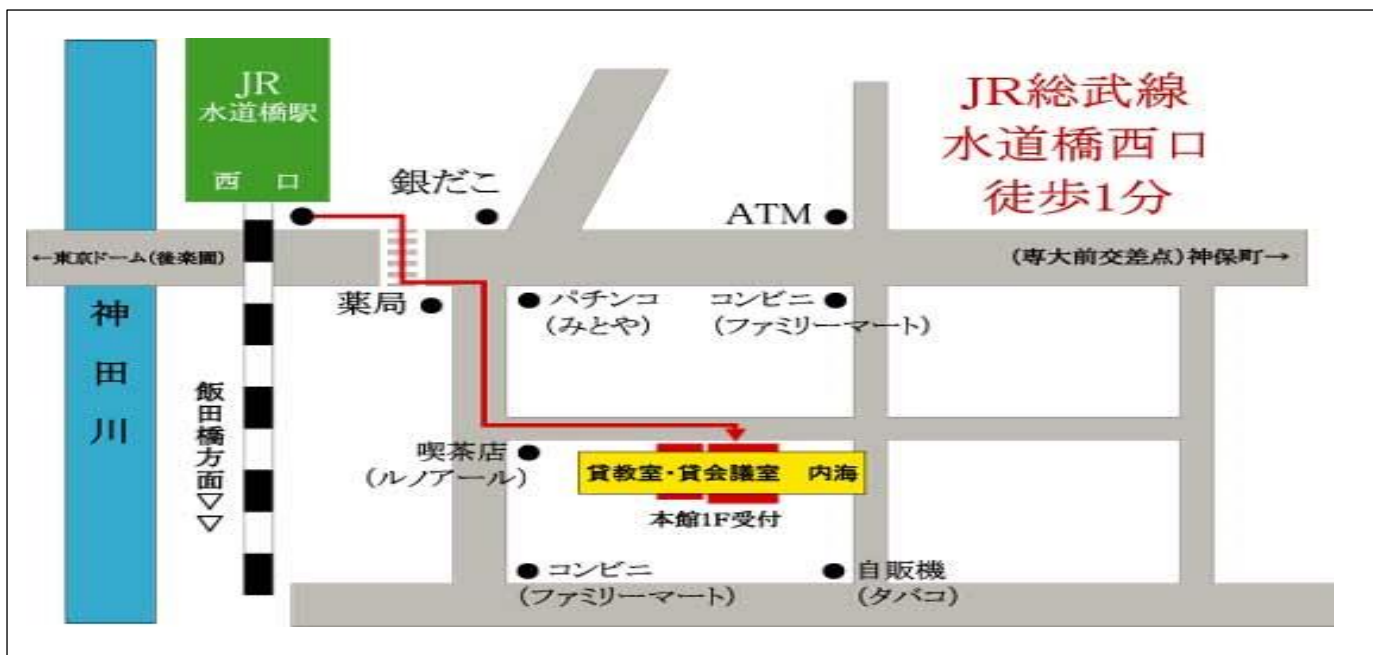 JR
水道橋駅
西 口
JR総武線
水道橋西口
徒歩1分
銀だこ
ATM
←東京ドーム(後楽園)
(専大前交差点)神保町→
薬局
パチンコ
(みとや)
コンビニ
(ファミリーマート)
神田川
飯田橋方面▽▽
喫茶店
(ルノアール)
貸教室・貸会議室 内海
本館1F受付
コンビニ
(ファミリーマート)
自販機
(タバコ)